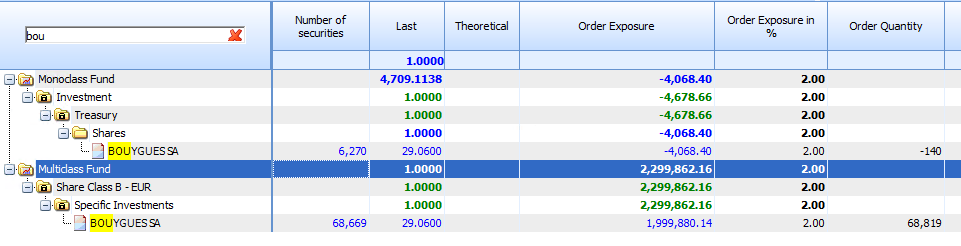 bou
Number of securities Last Theoretical Order Exposure Order Exposure in % Order Quantity
1.0000
Monoclass Fund 4,709.1138 -4,068.40 2.00
Investment 1.0000 -4,678.66 2.00
Treasury 1.0000 -4,678.66 2.00
Shares 1.0000 -4,068.40 2.00
BOUYGUES SA 6,270 29.0600 -4,068.40 2.00 -140
Multiclass Fund 1.0000 2,299,862.16 2.00
Share Class B - EUR 1.0000 2,299,862.16 2.00
Specific Investments 1.0000 2,299,862.16 2.00
BOUYGUES SA 68,669 29.0600 1,999,880.14 2.00 68,819